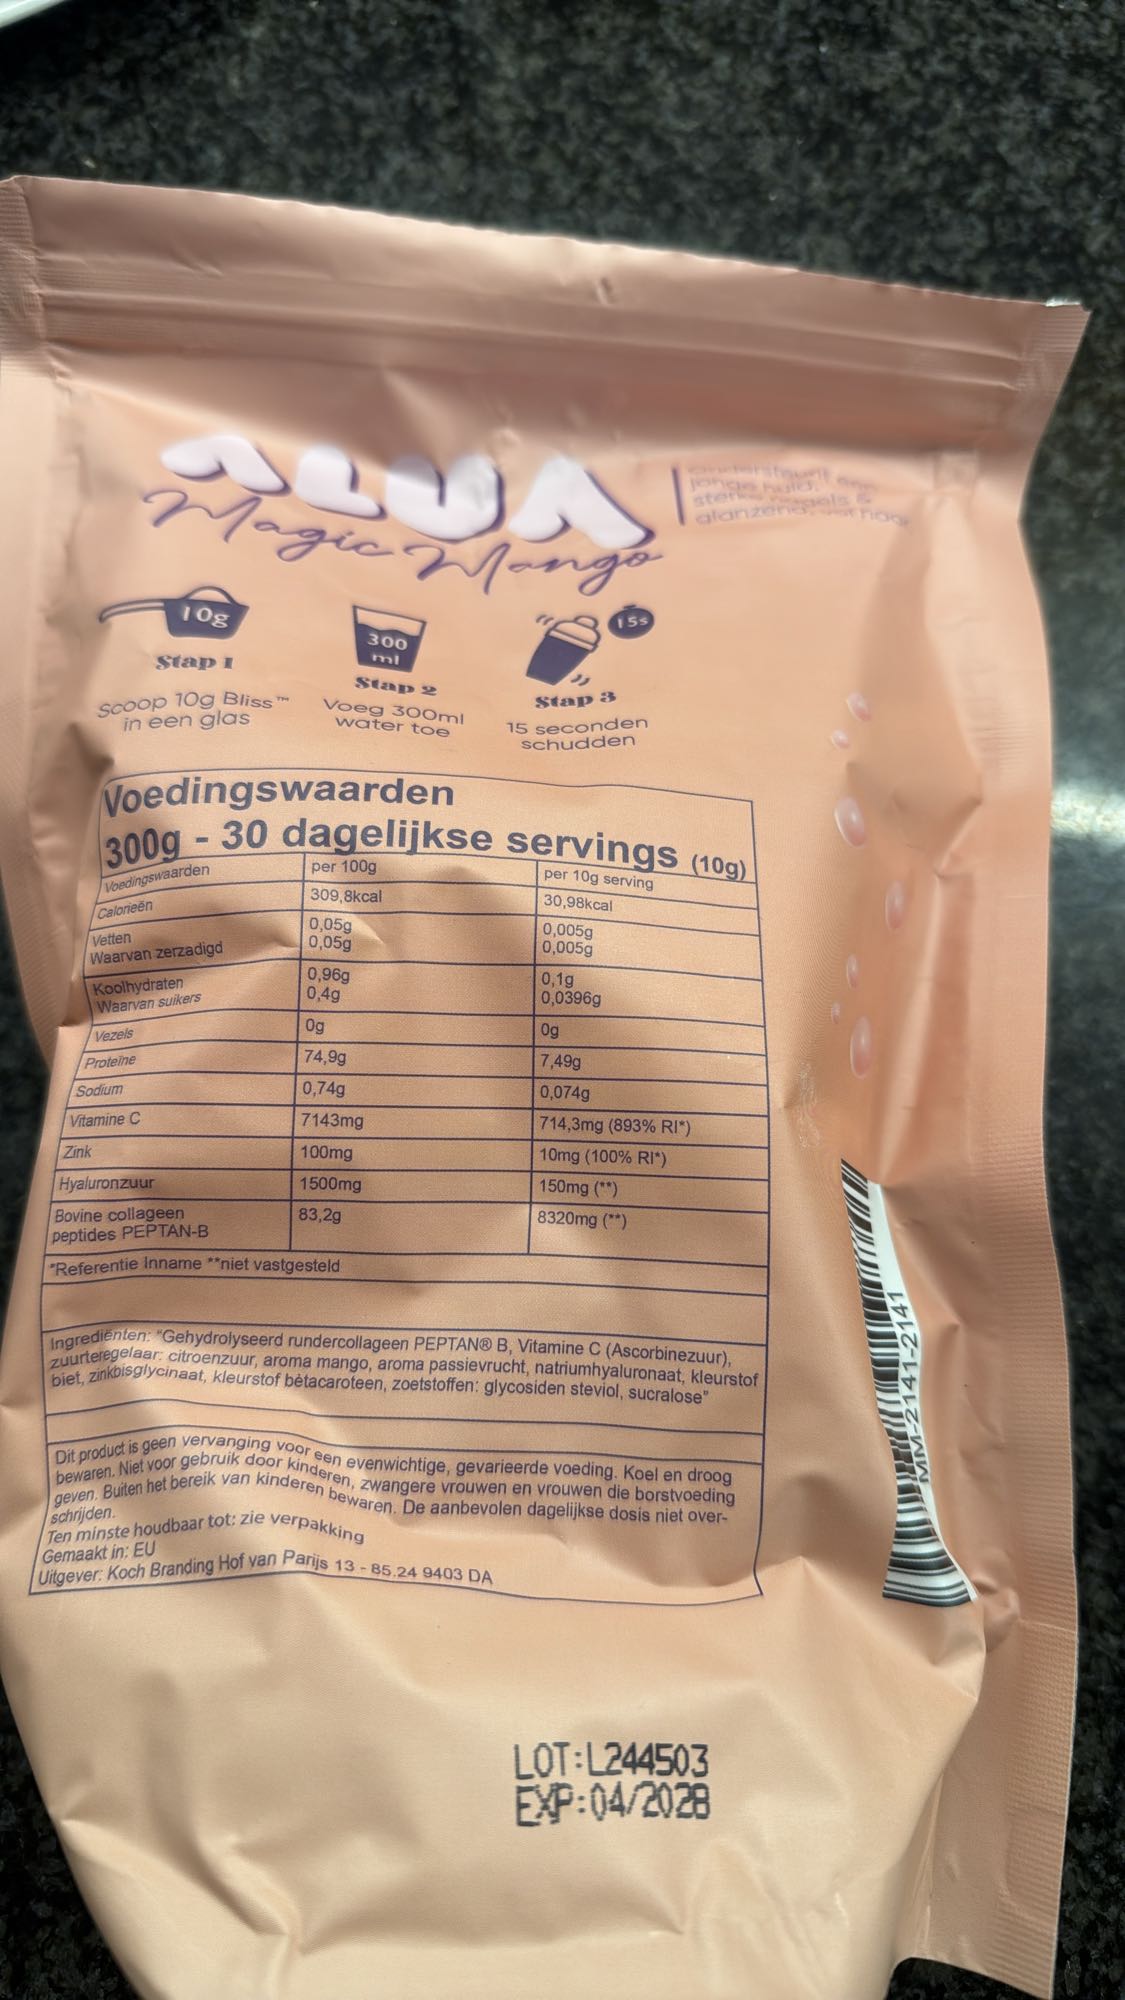 ALUA
Magic Mango
jonge huid,
glanzend
10g
Stap 1
Scoop 10g Bliss™
in een glas
300
ml
Stap 2
Voeg 300ml
water toe
15s
Stap 3
15 seconden
schudden
Voedingswaarden
300g - 30 dagelijkse servings (10g)
Voedingswaarden per 100g per 10g serving
Calorieën 309,8kcal 30,98kcal
Vetten 0,05g 0,005g
Waarvan zerzadigd 0,05g 0,005g
Koolhydraten 0,96g 0,1g
Waarvan suikers 0,4g 0,0396g
Vezels 0g 0g
Proteïne 74,9g 7,49g
Sodium 0,74g 0,074g
Vitamine C 7143mg 714,3mg (893% RI*)
Zink 100mg 10mg (100% RI*)
Hyaluronzuur 1500mg 150mg (**)
Bovine collageen 83,2g 8320mg (**)
peptides PEPTAN-B
*Referentie Inname **niet vastgesteld
Ingrediënten: "Gehydrolyseerd rundercollageen PEPTAN® B, Vitamine C (Ascorbinezuur),
zuurteregelaar: citroenzuur, aroma mango, aroma passievrucht, natriumhyaluronaat, kleurstof
biet, zinkbisglycinaat, kleurstof bètacaroteen, zoetstoffen: glycosiden steviol, sucralose"
Dit product is geen vervanging voor een evenwichtige, gevarieerde voeding. Koel en droog
bewaren. Niet voor gebruik door kinderen, zwangere vrouwen en vrouwen die borstvoeding
geven. Buiten het bereik van kinderen bewaren. De aanbevolen dagelijkse dosis niet over-
schrijden.
Ten minste houdbaar tot: zie verpakking
Gemaakt in: EU
Uitgever: Koch Branding Hof van Parijs 13 - 85.24 9403 DA
MM-2141-2141
LOT:L244503
EXP:04/2028